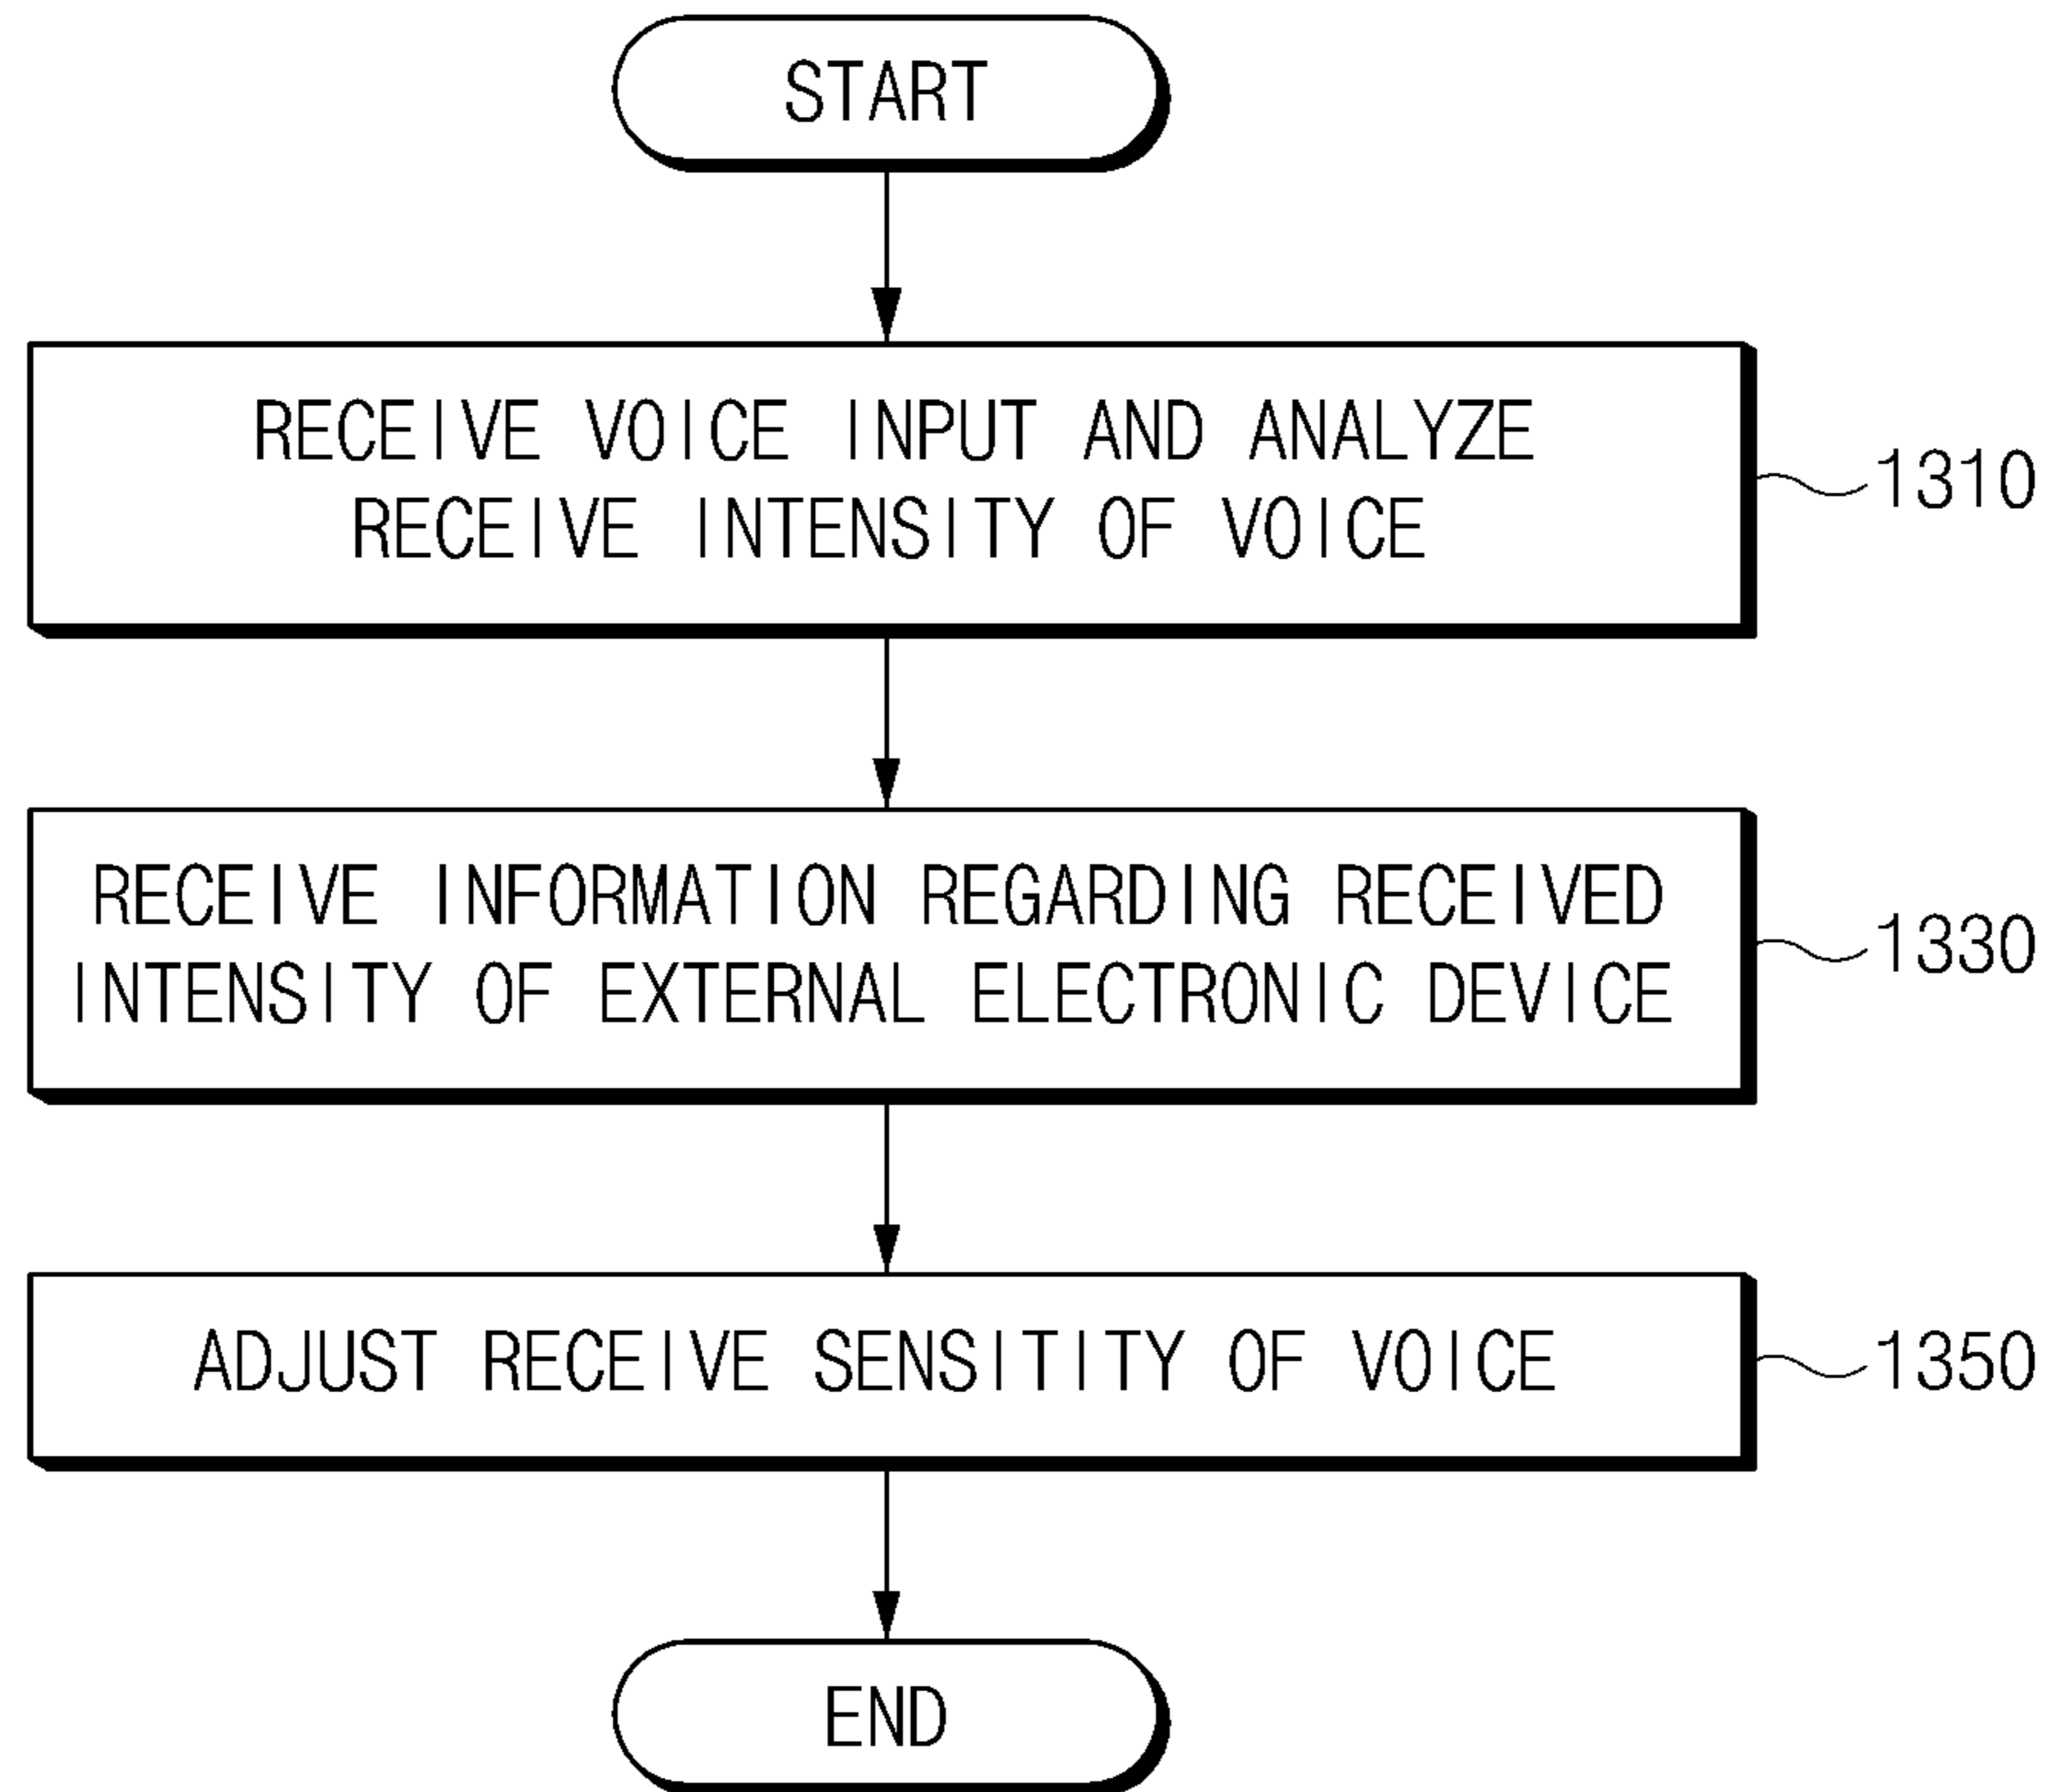 START
RECEIVE VOICE INPUT AND ANALYZE
RECEIVE INTENSITY OF VOICE
1310
RECEIVE INFORMATION REGARDING RECEIVED
INTENSITY OF EXTERNAL ELECTRONIC DEVICE
1330
ADJUST RECEIVE SENSITITY OF VOICE
1350
END